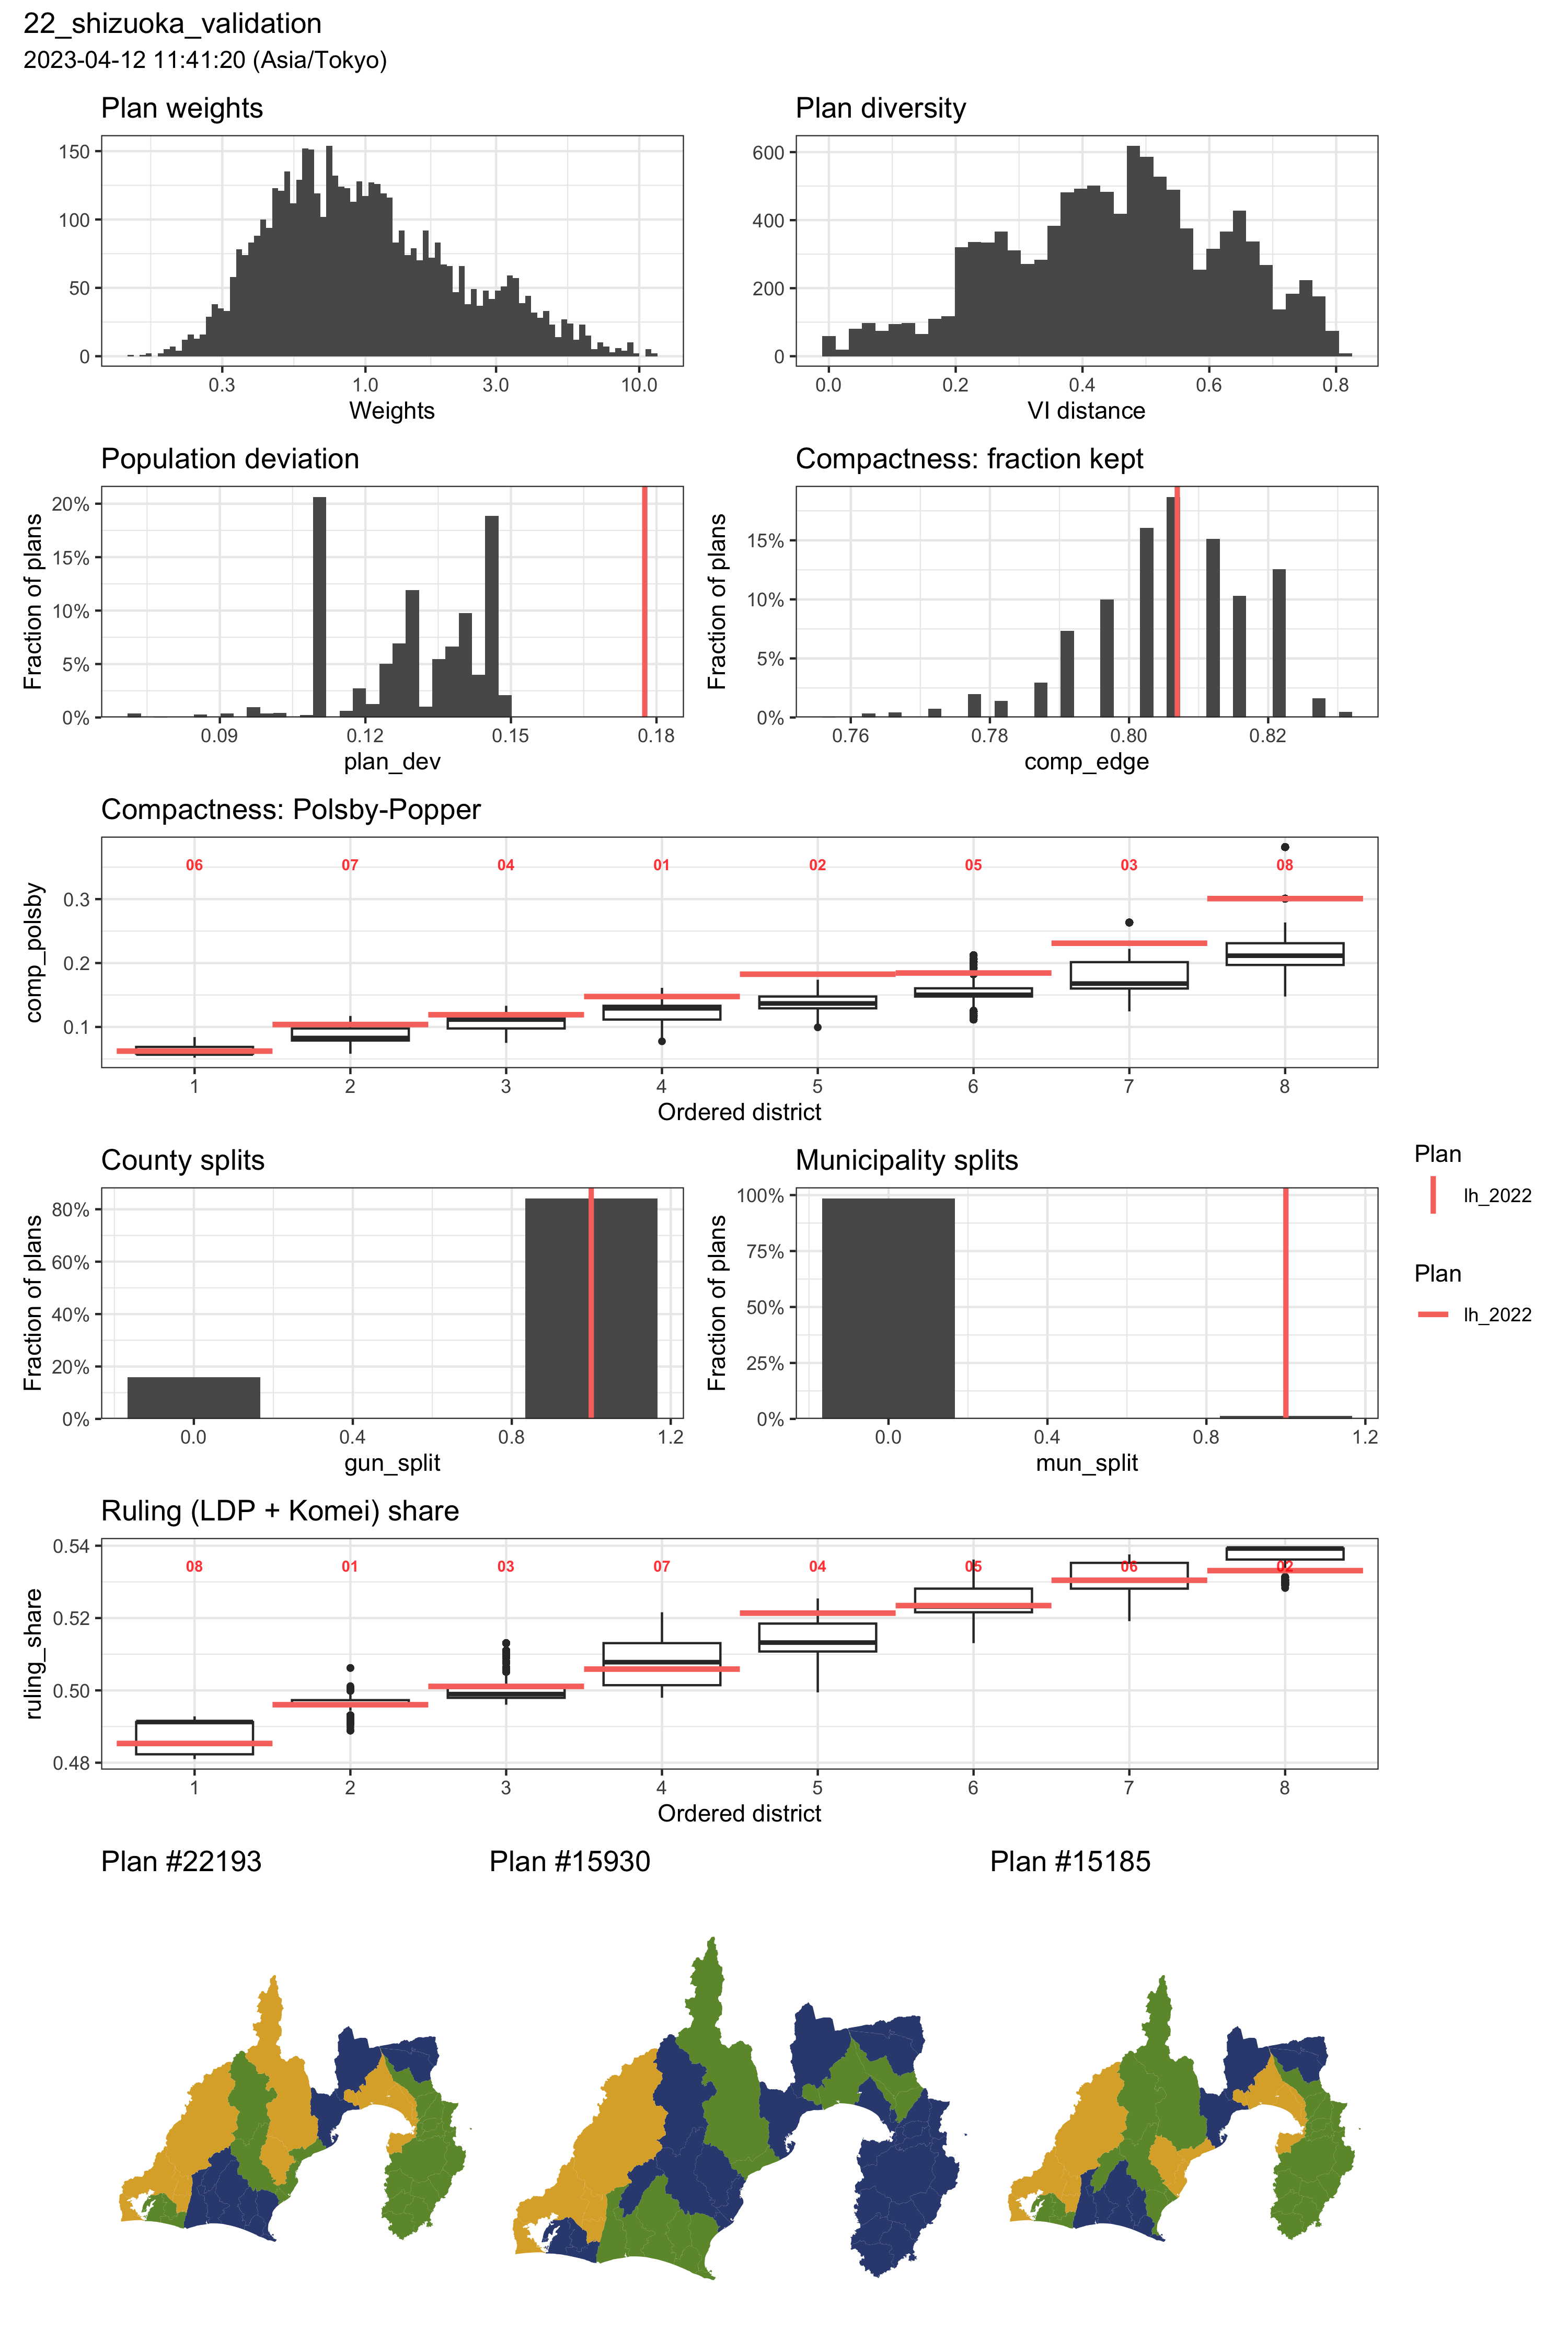 22_shizuoka_validation
2023-04-12 11:41:20 (Asia/Tokyo)
Plan weights
150
100
50
0
0.3 1.0 3.0 10.0
Weights
Plan diversity
600
400
200
0
0.0 0.2 0.4 0.6 0.8
VI distance
Population deviation
Fraction of plans
20%
15%
10%
5%
0%
0.09 0.12 0.15 0.18
plan_dev
Compactness: fraction kept
Fraction of plans
15%
10%
5%
0%
0.76 0.78 0.80 0.82
comp_edge
Compactness: Polsby-Popper
comp_polsby
06 07 04 01 02 05 03 08
0.3
0.2
0.1
1 2 3 4 5 6 7 8
Ordered district
County splits
Fraction of plans
80%
60%
40%
20%
0%
0.0 0.4 0.8 1.2
gun_split
Municipality splits
Fraction of plans
100%
75%
50%
25%
0%
0.0 0.4 0.8 1.2
mun_split
Plan
lh_2022
Plan
lh_2022
Ruling (LDP + Komei) share
ruling_share
0.54
08 01 03 07 04 05 06 02
0.52
0.50
0.48
1 2 3 4 5 6 7 8
Ordered district
Plan #22193
Plan #15930
Plan #15185